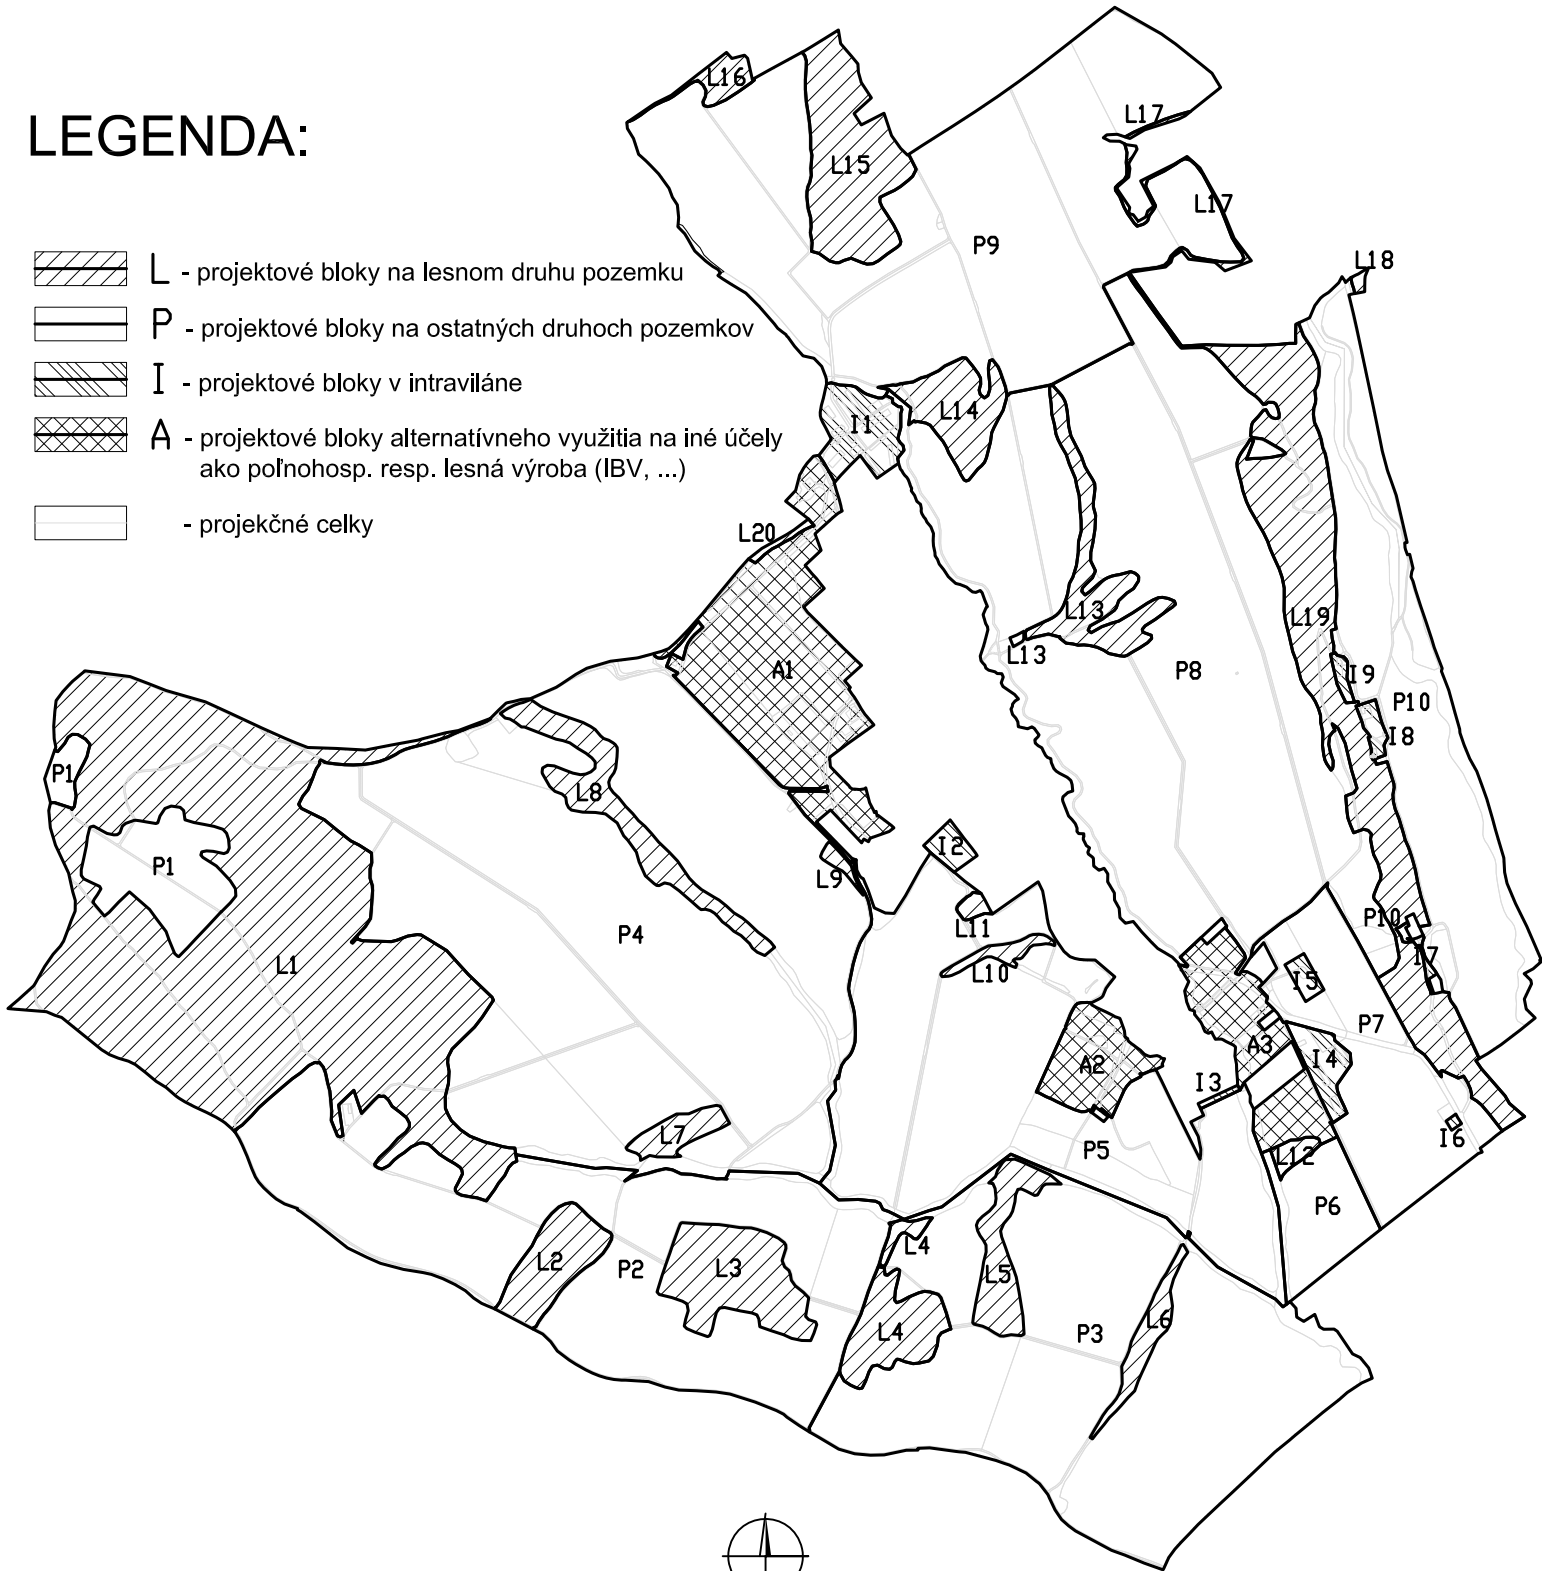 LEGENDA:
L - projektové bloky na lesnom druhu pozemku
P - projektové bloky na ostatných druhoch pozemkov
I - projektové bloky v intraviláne
A - projektové bloky alternatívneho využitia na iné účely
ako poľnohosp. resp. lesná výroba (IBV, ...)
- projekčné celky
L16
L17
L15
L17
P9
L18
L14
I1
L20
L13
L19
L13
A1
P8
I9
P10
I8
P1
L8
I2
P1
L9
P10
L11
P4
I7
L1
L10
I5
P7
A3
I4
A2
I3
L7
I6
P5
L12
P6
L4
L2
P2
L3
L5
L6
L4
P3